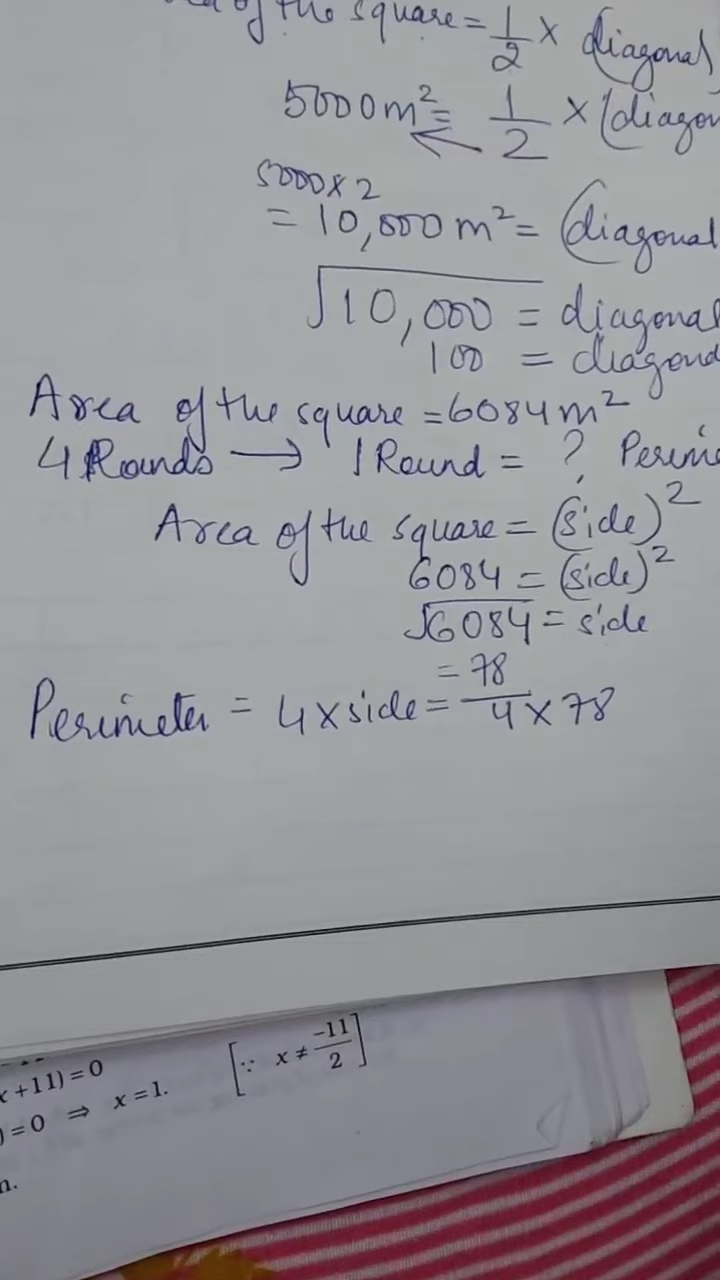 of the square = 1/2 × (diagonal)
5000m² = 1/2 × (diagon
5000 × 2
= 10,000 m² = (diagonal
√10,000 = diagonal
100 = diagona
Area of the square = 6084 m²
4 Rounds → 1 Round = ? Perime
Area of the square = (side)²
6084 = (side)²
√6084 = side
= 78
Perimeter = 4 × side = 4 × 78
x + 11) = 0
) = 0 ⇒ x = 1. [∵ x ≠ -11/2]
n.